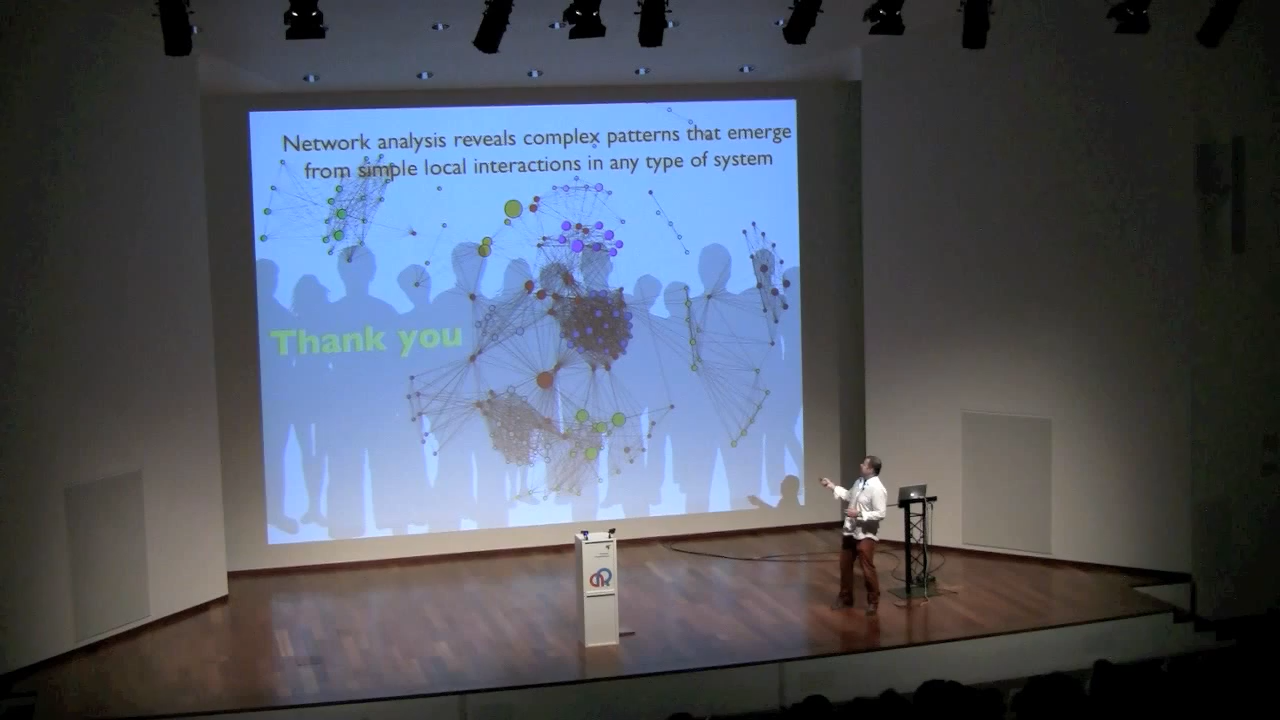 Network analysis reveals complex patterns that emerge
from simple local interactions in any type of system
Thank you